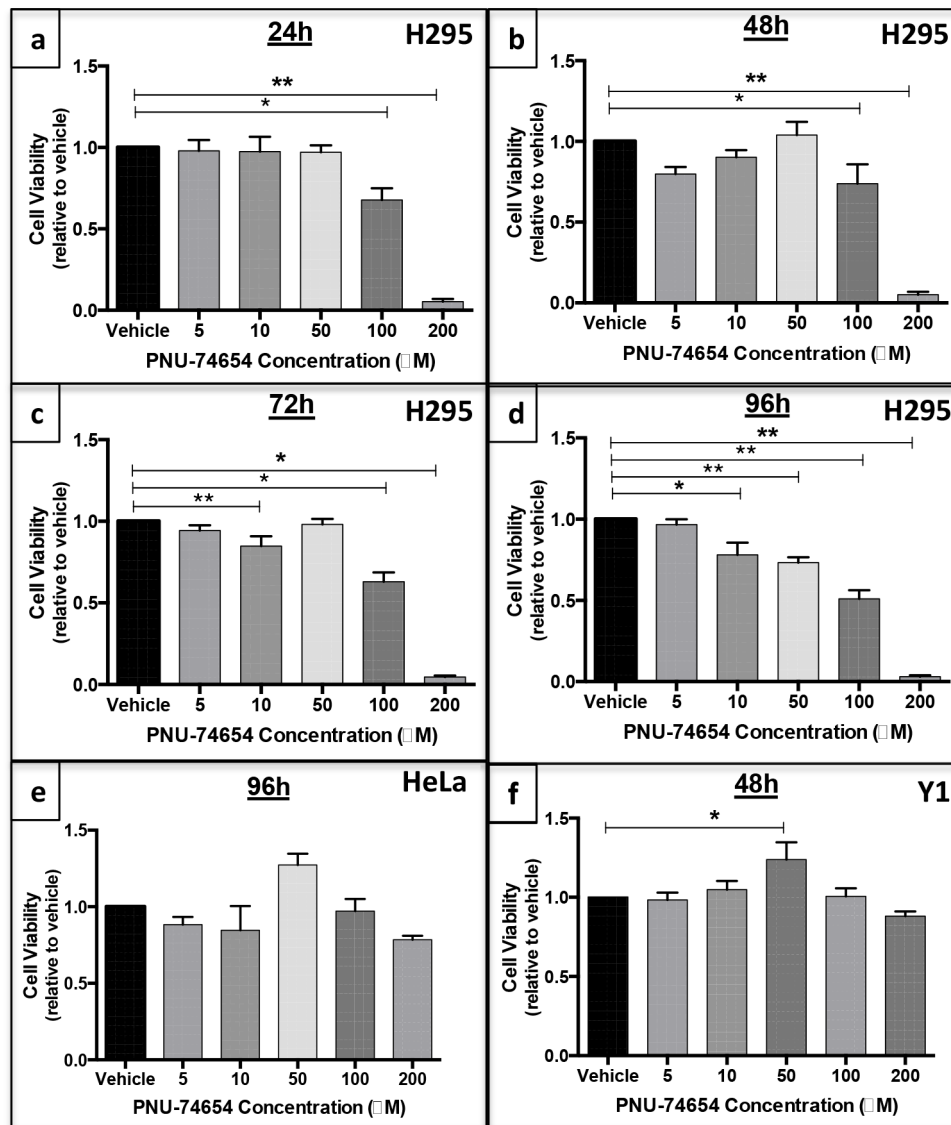 a
24h
H295
**
*
1.5
1.0
0.5
0.0
Cell Viability
(relative to vehicle)
Vehicle 5 10 50 100 200
PNU-74654 Concentration (□M)
b
48h
H295
**
*
1.5
1.0
0.5
0.0
Cell Viability
(relative to vehicle)
Vehicle 5 10 50 100 200
PNU-74654 Concentration (□M)
c
72h
H295
*
*
**
1.5
1.0
0.5
0.0
Cell Viability
(relative to vehicle)
Vehicle 5 10 50 100 200
PNU-74654 Concentration (□M)
d
96h
H295
**
**
**
*
1.5
1.0
0.5
0.0
Cell Viability
(relative to vehicle)
Vehicle 5 10 50 100 200
PNU-74654 Concentration (□M)
e
96h
HeLa
1.5
1.0
0.5
0.0
Cell Viability
(relative to vehicle)
Vehicle 5 10 50 100 200
PNU-74654 Concentration (□M)
f
48h
Y1
*
1.5
1.0
0.5
0.0
Cell Viability
(relative to vehicle)
Vehicle 5 10 50 100 200
PNU-74654 Concentration (□M)